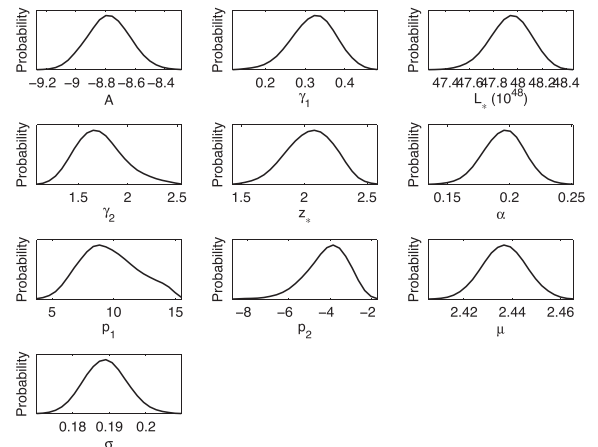 Probability
−9.2 −9 −8.8 −8.6 −8.4
A
Probability
0.2 0.3 0.4
γ1
Probability
47.4 47.6 47.8 48 48.2 48.4
L* (10^48)
Probability
1.5 2 2.5
γ2
Probability
1.5 2 2.5
z*
Probability
0.15 0.2 0.25
α
Probability
5 10 15
p1
Probability
−8 −6 −4 −2
p2
Probability
2.42 2.44 2.46
μ
Probability
0.18 0.19 0.2
σ